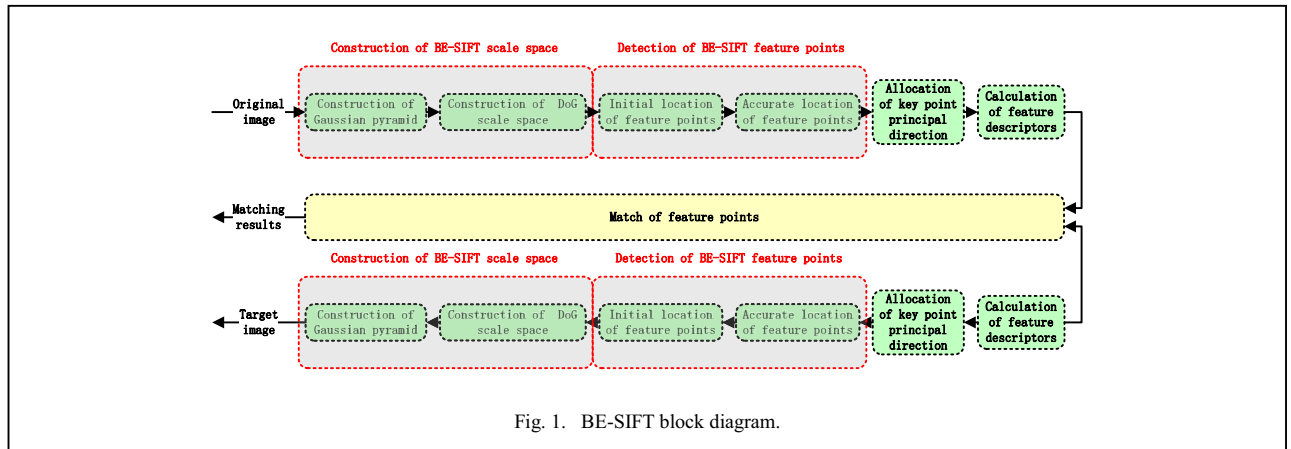 Construction of BE-SIFT scale space
Detection of BE-SIFT feature points
Original
image
Construction of
Gaussian pyramid
Construction of DoG
scale space
Initial location
of feature points
Accurate location
of feature points
Allocation
of key point
principal
direction
Calculation
of feature
descriptors
Matching
results
Match of feature points
Construction of BE-SIFT scale space
Detection of BE-SIFT feature points
Target
image
Construction of
Gaussian pyramid
Construction of DoG
scale space
Initial location
of feature points
Accurate location
of feature points
Allocation
of key point
principal
direction
Calculation
of feature
descriptors
Fig. 1. BE-SIFT block diagram.